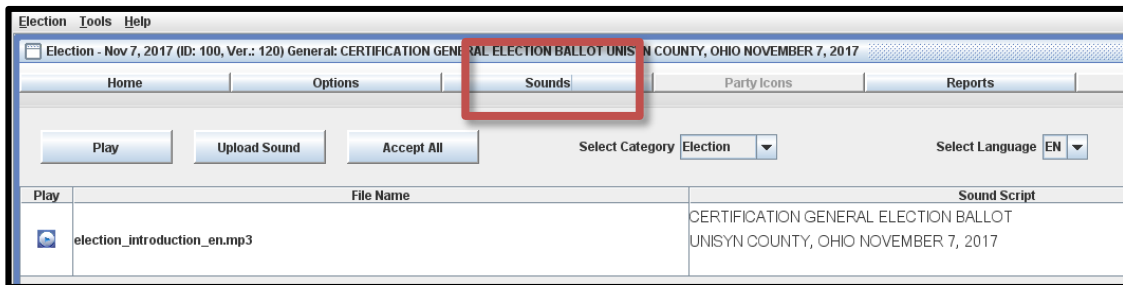 Election Tools Help
Election - Nov 7, 2017 (ID: 100, Ver.: 120) General: CERTIFICATION GENERAL ELECTION BALLOT UNISYN COUNTY, OHIO NOVEMBER 7, 2017
Home Options Sounds Party Icons Reports
Play Upload Sound Accept All Select Category Election Select Language EN
Play File Name Sound Script
CERTIFICATION GENERAL ELECTION BALLOT
election_introduction_en.mp3 UNISYN COUNTY, OHIO NOVEMBER 7, 2017